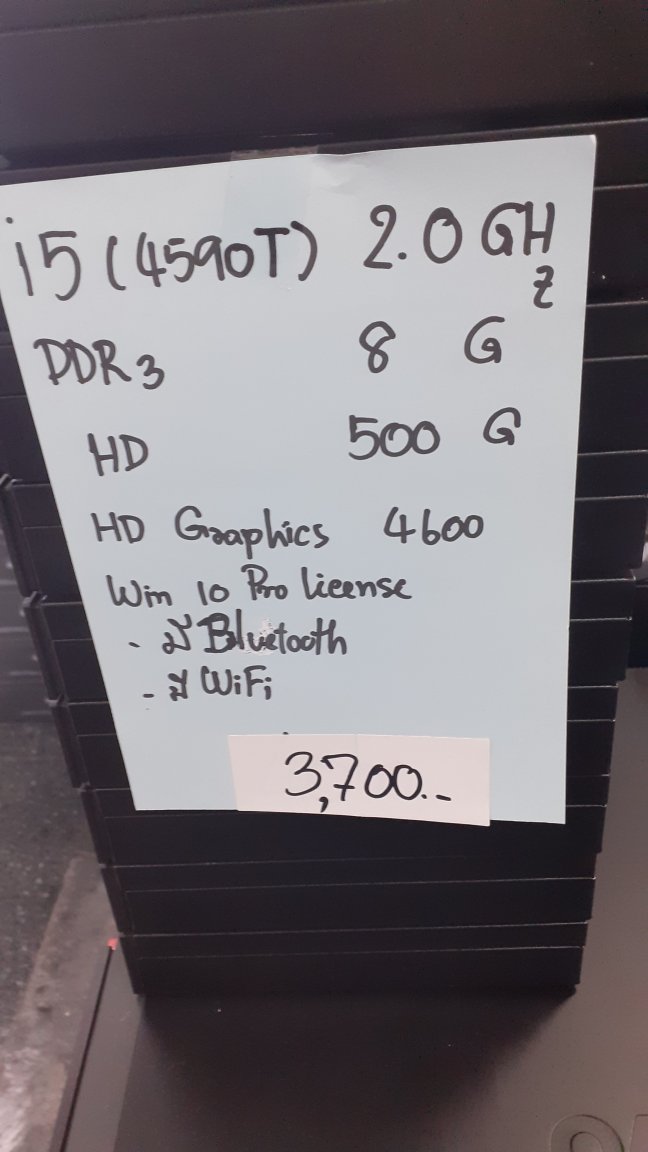 i5 (4590T) 2.0 GHz
DDR3 8 G
HD 500 G
HD Graphics 4600
Win 10 Pro license
- มี Bluetooth
- มี WiFi
3,700.-